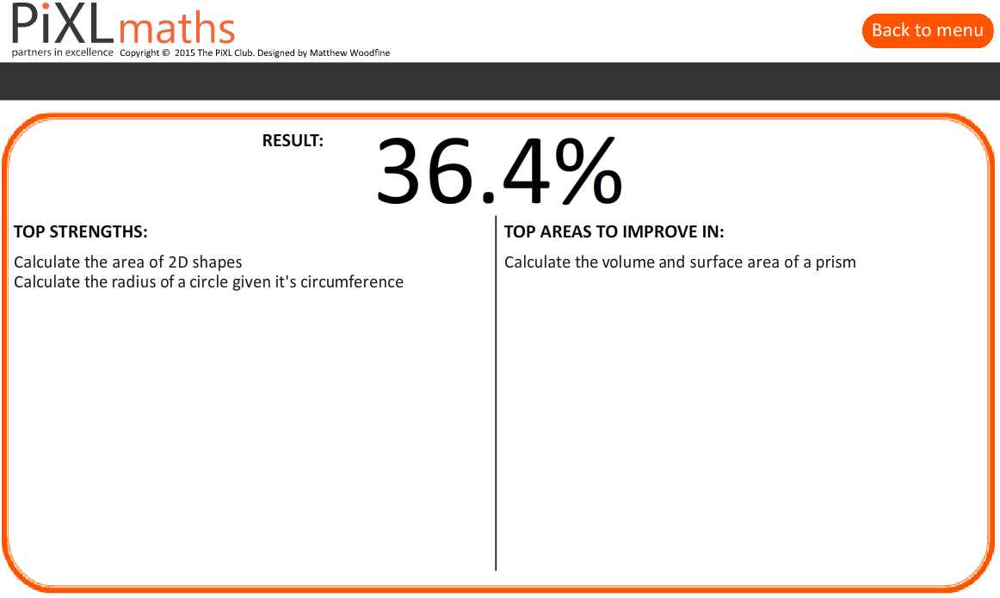 PiXLmaths
partners in excellence Copyright © 2015 The PiXL Club. Designed by Matthew Woodfine
Back to menu
RESULT:
36.4%
TOP STRENGTHS:
Calculate the area of 2D shapes
Calculate the radius of a circle given it's circumference
TOP AREAS TO IMPROVE IN:
Calculate the volume and surface area of a prism